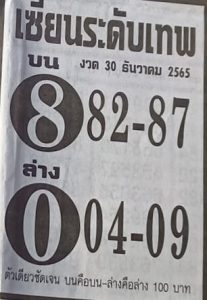 เซียนระดับเทพ
บน งวด 30 ธันวาคม 2565
8 82-87
ล่าง
0 04-09
ตัวเดียวชัดเจน บนคือบน-ล่างคือล่าง 100 บาท